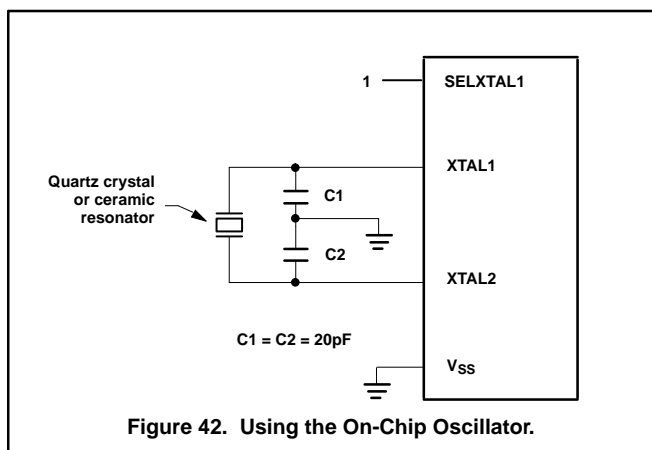 1
SELXTAL1
XTAL1
Quartz crystal
or ceramic
resonator
C1
C2
XTAL2
C1 = C2 = 20pF
VSS
Figure 42. Using the On-Chip Oscillator.